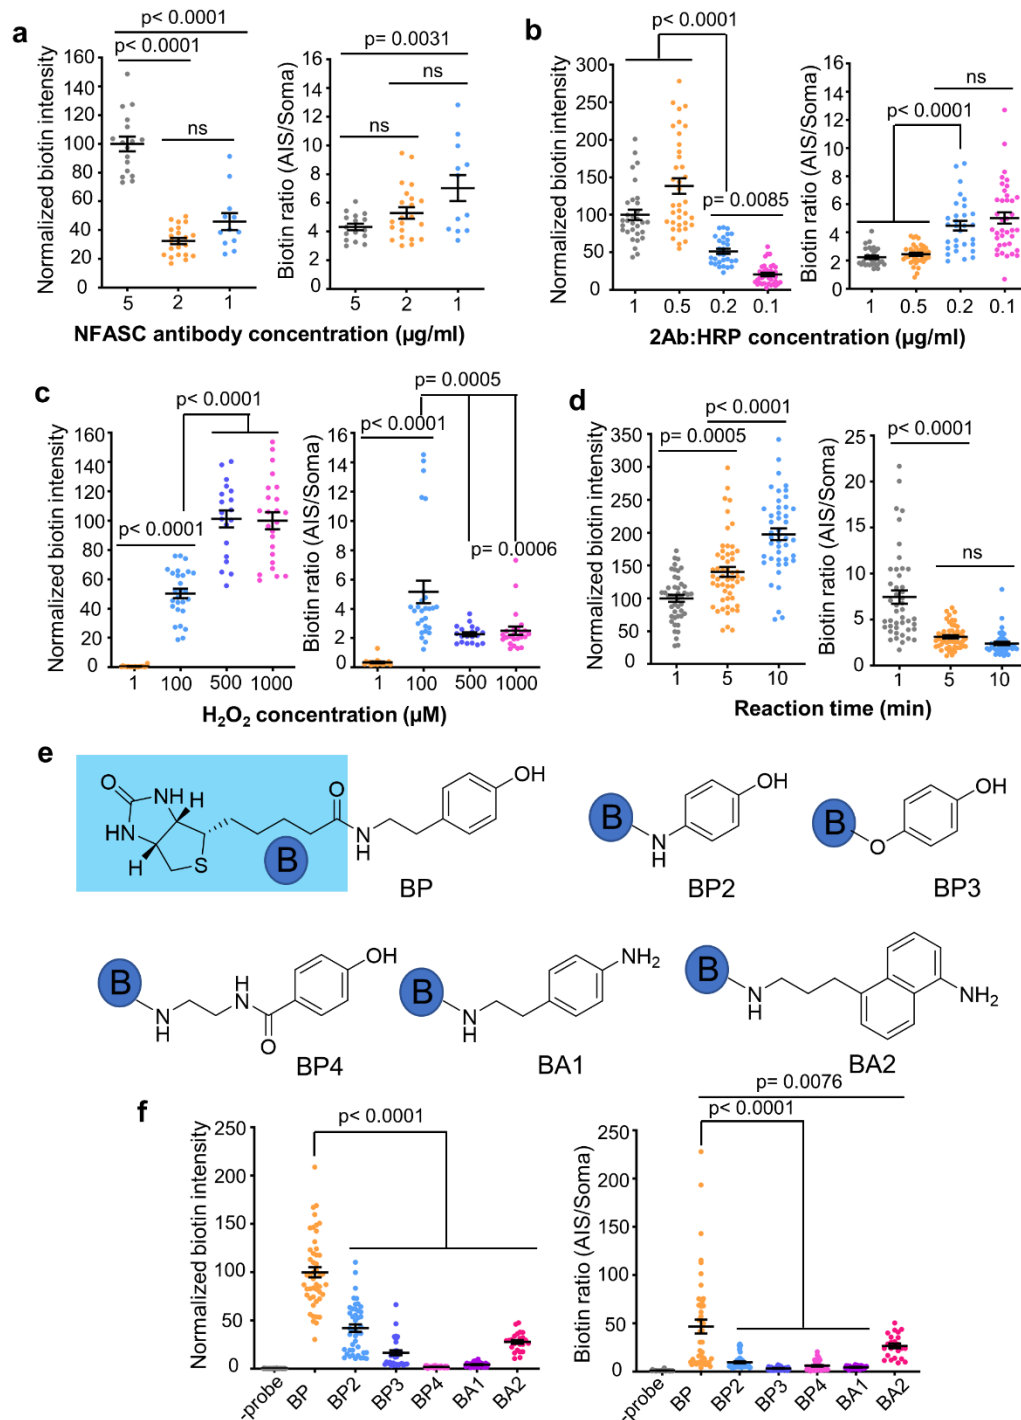 a
p< 0.0001
p< 0.0001
ns
Normalized biotin intensity
160
140
120
100
80
60
40
20
0
5 2 1
p= 0.0031
ns
ns
Biotin ratio (AIS/Soma)
16
14
12
10
8
6
4
2
0
5 2 1
NFASC antibody concentration (µg/ml)
b
p< 0.0001
p= 0.0085
Normalized biotin intensity
300
250
200
150
100
50
0
1 0.5 0.2 0.1
ns
p< 0.0001
Biotin ratio (AIS/Soma)
16
14
12
10
8
6
4
2
0
1 0.5 0.2 0.1
2Ab:HRP concentration (µg/ml)
c
p< 0.0001
p< 0.0001
Normalized biotin intensity
160
140
120
100
80
60
40
20
0
1 100 500 1000
p= 0.0005
p< 0.0001
p= 0.0006
Biotin ratio (AIS/Soma)
16
14
12
10
8
6
4
2
0
1 100 500 1000
H₂O₂ concentration (µM)
d
p< 0.0001
p= 0.0005
Normalized biotin intensity
350
300
250
200
150
100
50
0
1 5 10
p< 0.0001
ns
Biotin ratio (AIS/Soma)
25
20
15
10
5
0
1 5 10
Reaction time (min)
e
O NH H HN H S O N H OH
B
BP
B N H OH
BP2
B O OH
BP3
B N H H N O OH
BP4
B N H NH₂
BA1
B N H NH₂
BA2
f
p< 0.0001
Normalized biotin intensity
250
200
150
100
50
0
-probe BP BP2 BP3 BP4 BA1 BA2
p= 0.0076
p< 0.0001
Biotin ratio (AIS/Soma)
250
200
150
100
50
0
-probe BP BP2 BP3 BP4 BA1 BA2